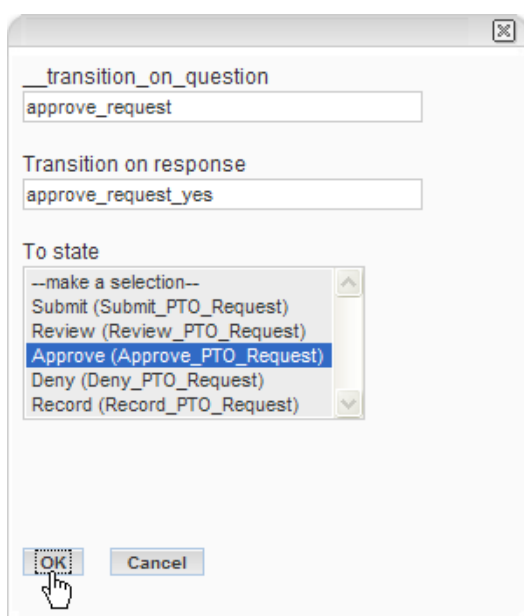 __transition_on_question
approve_request
Transition on response
approve_request_yes
To state
--make a selection--
Submit (Submit_PTO_Request)
Review (Review_PTO_Request)
Approve (Approve_PTO_Request)
Deny (Deny_PTO_Request)
Record (Record_PTO_Request)
OK Cancel